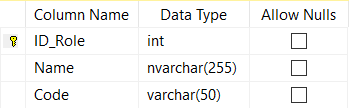 Column Name Data Type Allow Nulls
ID_Role int
Name nvarchar(255)
Code varchar(50)